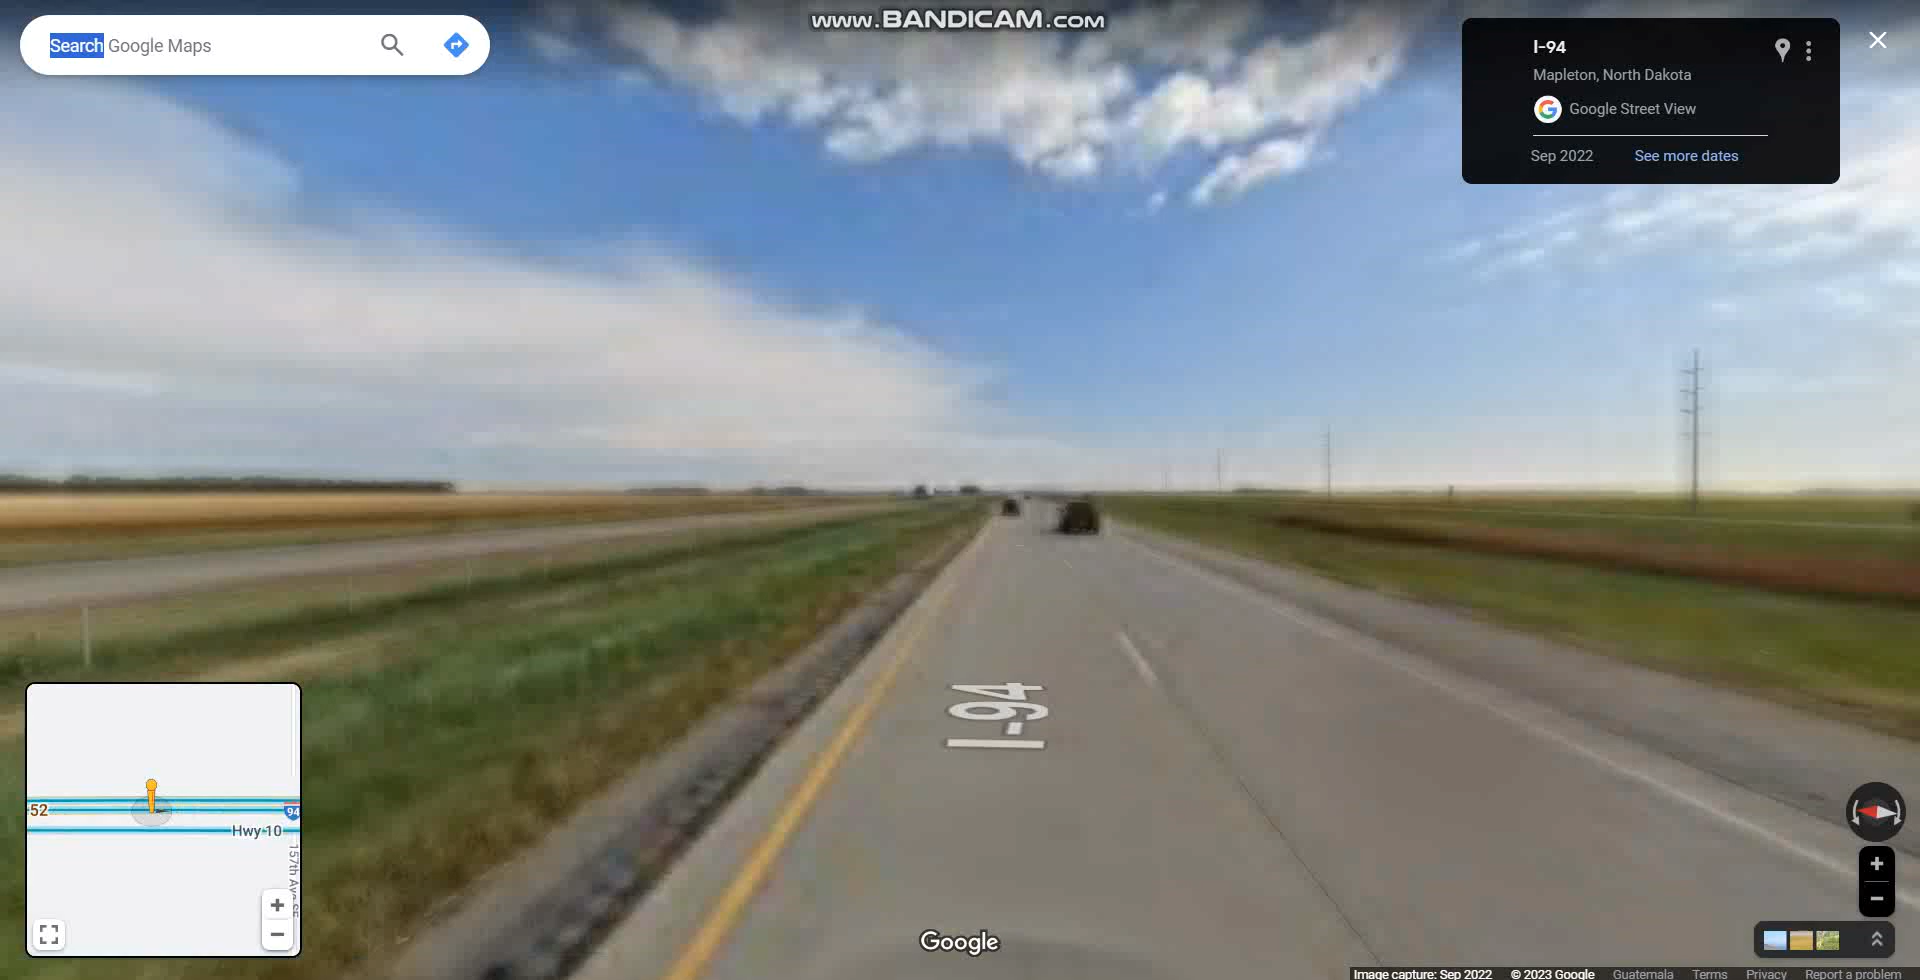 www.BANDICAM.com
Search Google Maps
I-94
Mapleton, North Dakota
Google Street View
Sep 2022
See more dates
I-94
52
94
Hwy 10
157th Ave SE
Google
Image capture: Sep 2022 © 2023 Google Guatemala Terms Privacy Report a problem